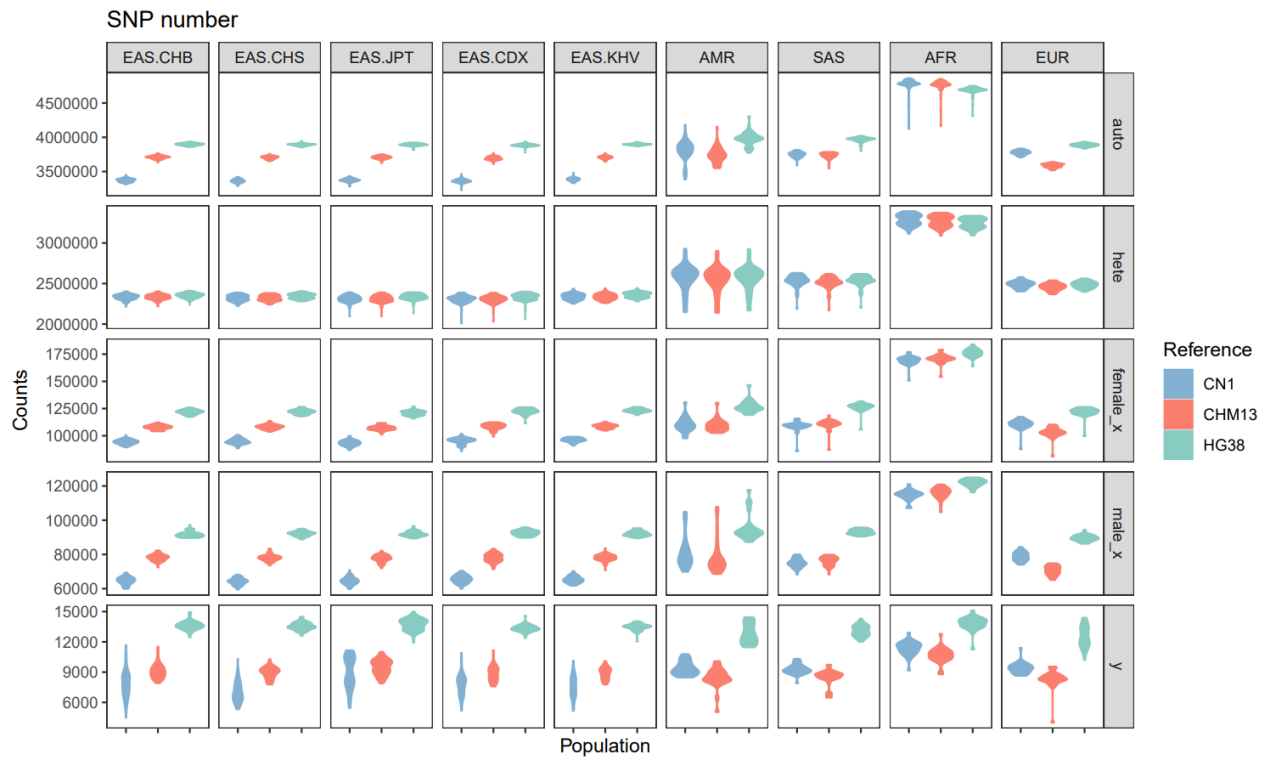 SNP number
EAS.CHB EAS.CHS EAS.JPT EAS.CDX EAS.KHV AMR SAS AFR EUR
4500000
4000000
3500000
auto
3000000
2500000
2000000
hete
175000
150000
125000
100000
female_x
120000
100000
80000
60000
male_x
15000
12000
9000
6000
y
Counts
Population
Reference
CN1
CHM13
HG38